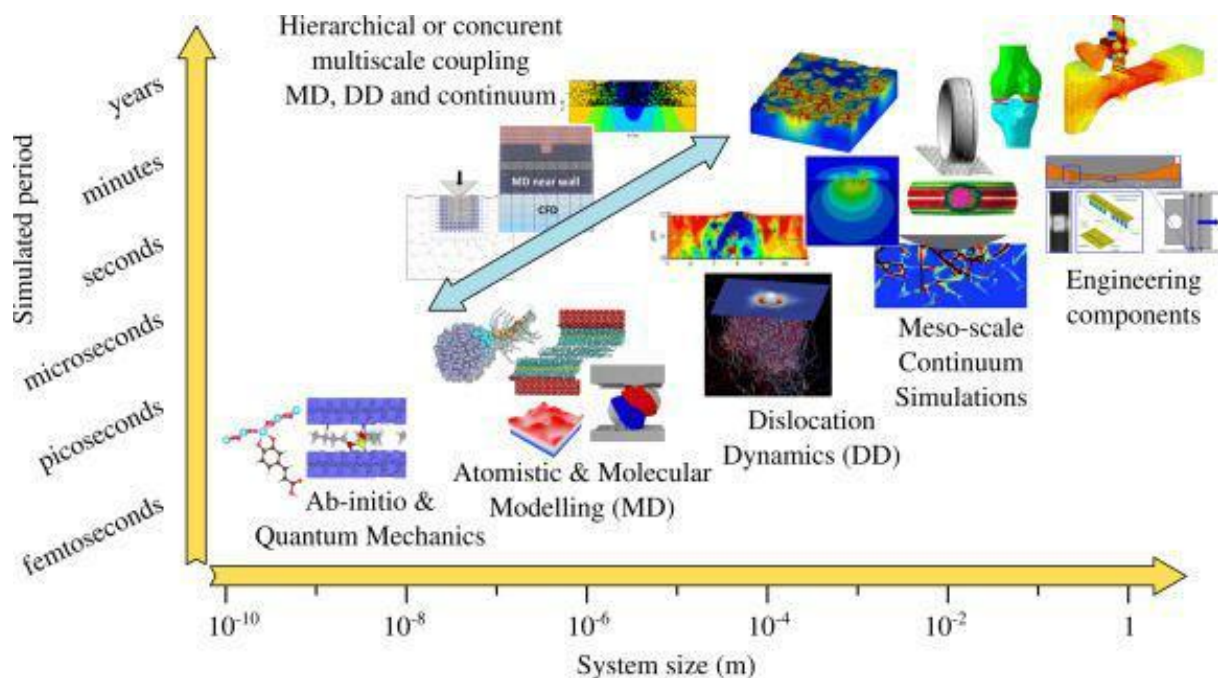 Hierarchical or concurent
multiscale coupling
MD, DD and continuum
years
minutes
seconds
microseconds
picoseconds
femtoseconds
Simulated period
MD near wall
CFD
Engineering
components
Meso-scale
Continuum
Simulations
Dislocation
Dynamics (DD)
Atomistic & Molecular
Modelling (MD)
Ab-initio &
Quantum Mechanics
10-10
10-8
10-6
10-4
10-2
1
System size (m)